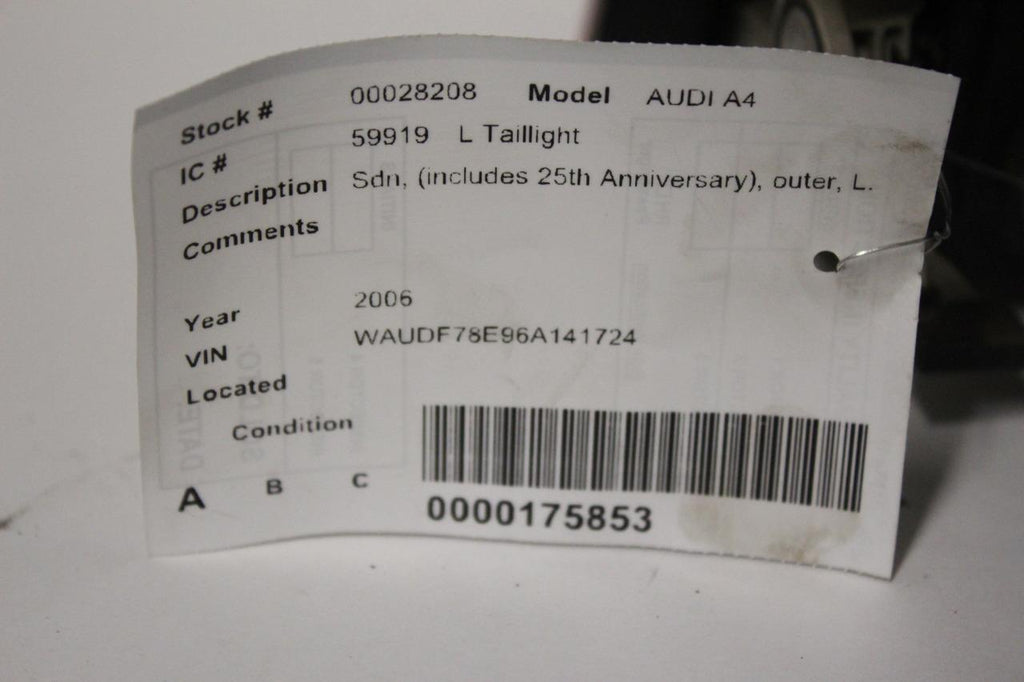 Stock # 00028208 Model AUDI A4
IC # 59919 L Taillight
Description Sdn, (includes 25th Anniversary), outer, L.
Comments
Year 2006
VIN WAUDF78E96A141724
Located
Condition
A B C
0000175853